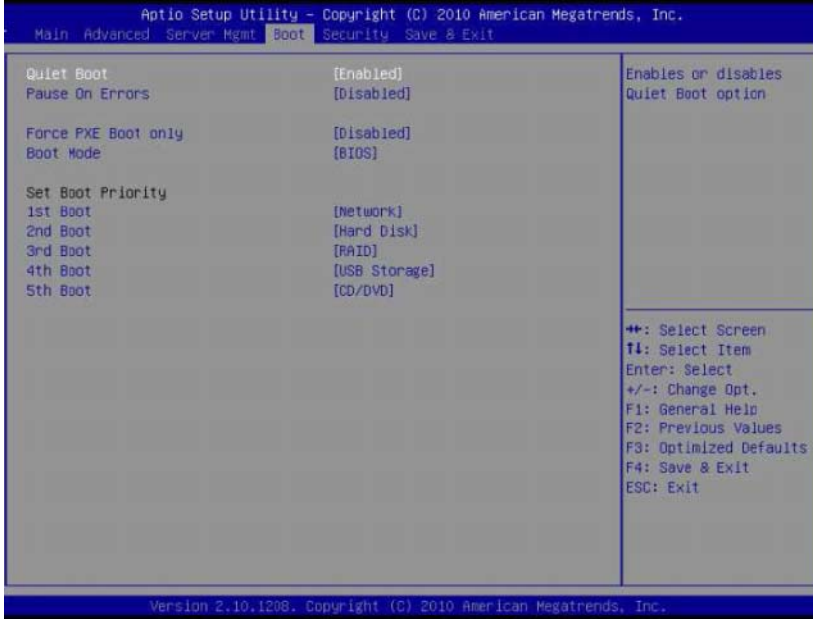 Aptio Setup Utility – Copyright (C) 2010 American Megatrends, Inc.
Main Advanced Server Mgmt Boot Security Save & Exit
Quiet Boot [Enabled]
Pause On Errors [Disabled]
Force PXE Boot only [Disabled]
Boot Mode [BIOS]
Set Boot Priority
1st Boot [Network]
2nd Boot [Hard Disk]
3rd Boot [RAID]
4th Boot [USB Storage]
5th Boot [CD/DVD]
Enables or disables
Quiet Boot option
→←: Select Screen
↑↓: Select Item
Enter: Select
+/-: Change Opt.
F1: General Help
F2: Previous Values
F3: Optimized Defaults
F4: Save & Exit
ESC: Exit
Version 2.10.1208. Copyright (C) 2010 American Megatrends, Inc.